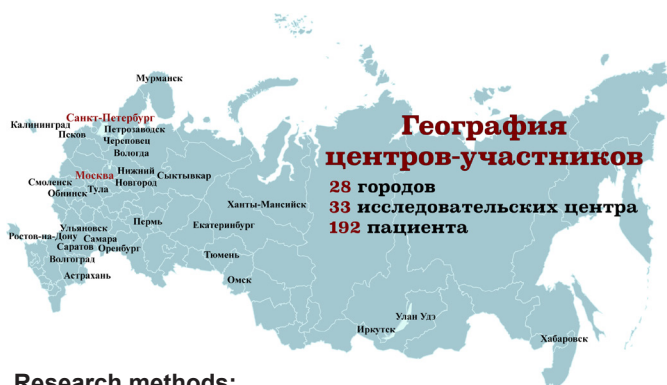 Мурманск
Санкт-Петербург
Калининград
Псков
Петрозаводск
Череповец
Вологда
Москва
Нижний
Новгород
Сыктывкар
Смоленск
Обнинск
Тула
Ханты-Мансийск
Ульяновск
Пермь
Екатеринбург
Ростов-на-Дону
Самара
Саратов
Оренбург
Волгоград
Тюмень
Астрахань
Омск
География
центров-участников
28 городов
33 исследовательских центра
192 пациента
Улан Удэ
Иркутск
Хабаровск
Research methods: